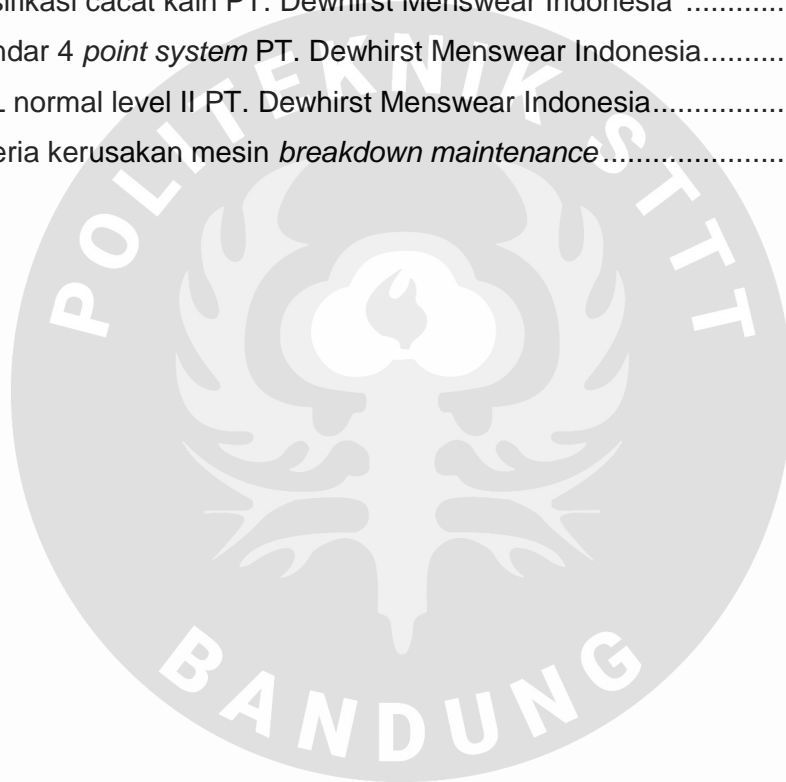 sifikasi cacat kain PT. Dewhirst Menswear Indonesia ............
ndar 4 point system PT. Dewhirst Menswear Indonesia..........
L normal level II PT. Dewhirst Menswear Indonesia................
eria kerusakan mesin breakdown maintenance......................
POLITEKNIK STTT
BANDUNG